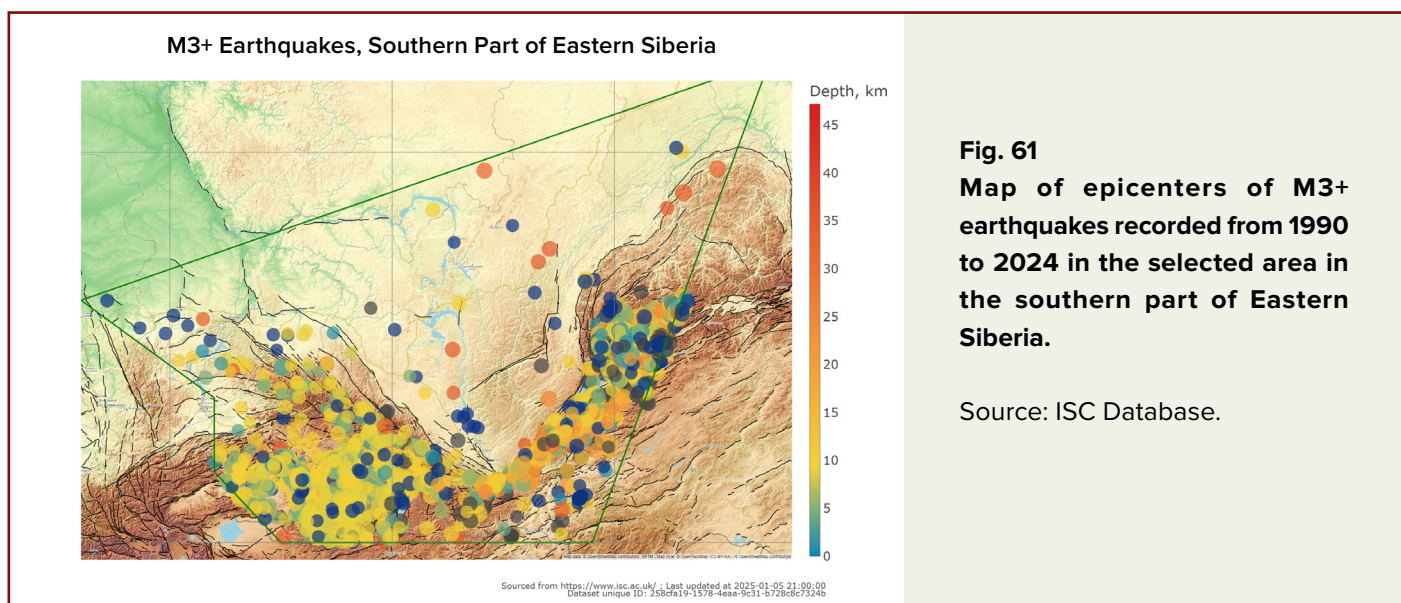 M3+ Earthquakes, Southern Part of Eastern Siberia
Depth, km
45
40
35
30
25
20
15
10
5
0
Sourced from https://www.isc.ac.uk/ ; Last updated at 2025-01-05 21:00:00
Dataset unique ID: 258cfa19-1578-4eaa-9c31-b728c8c7324b
Fig. 61
Map of epicenters of M3+
earthquakes recorded from 1990
to 2024 in the selected area in
the southern part of Eastern
Siberia.
Source: ISC Database.